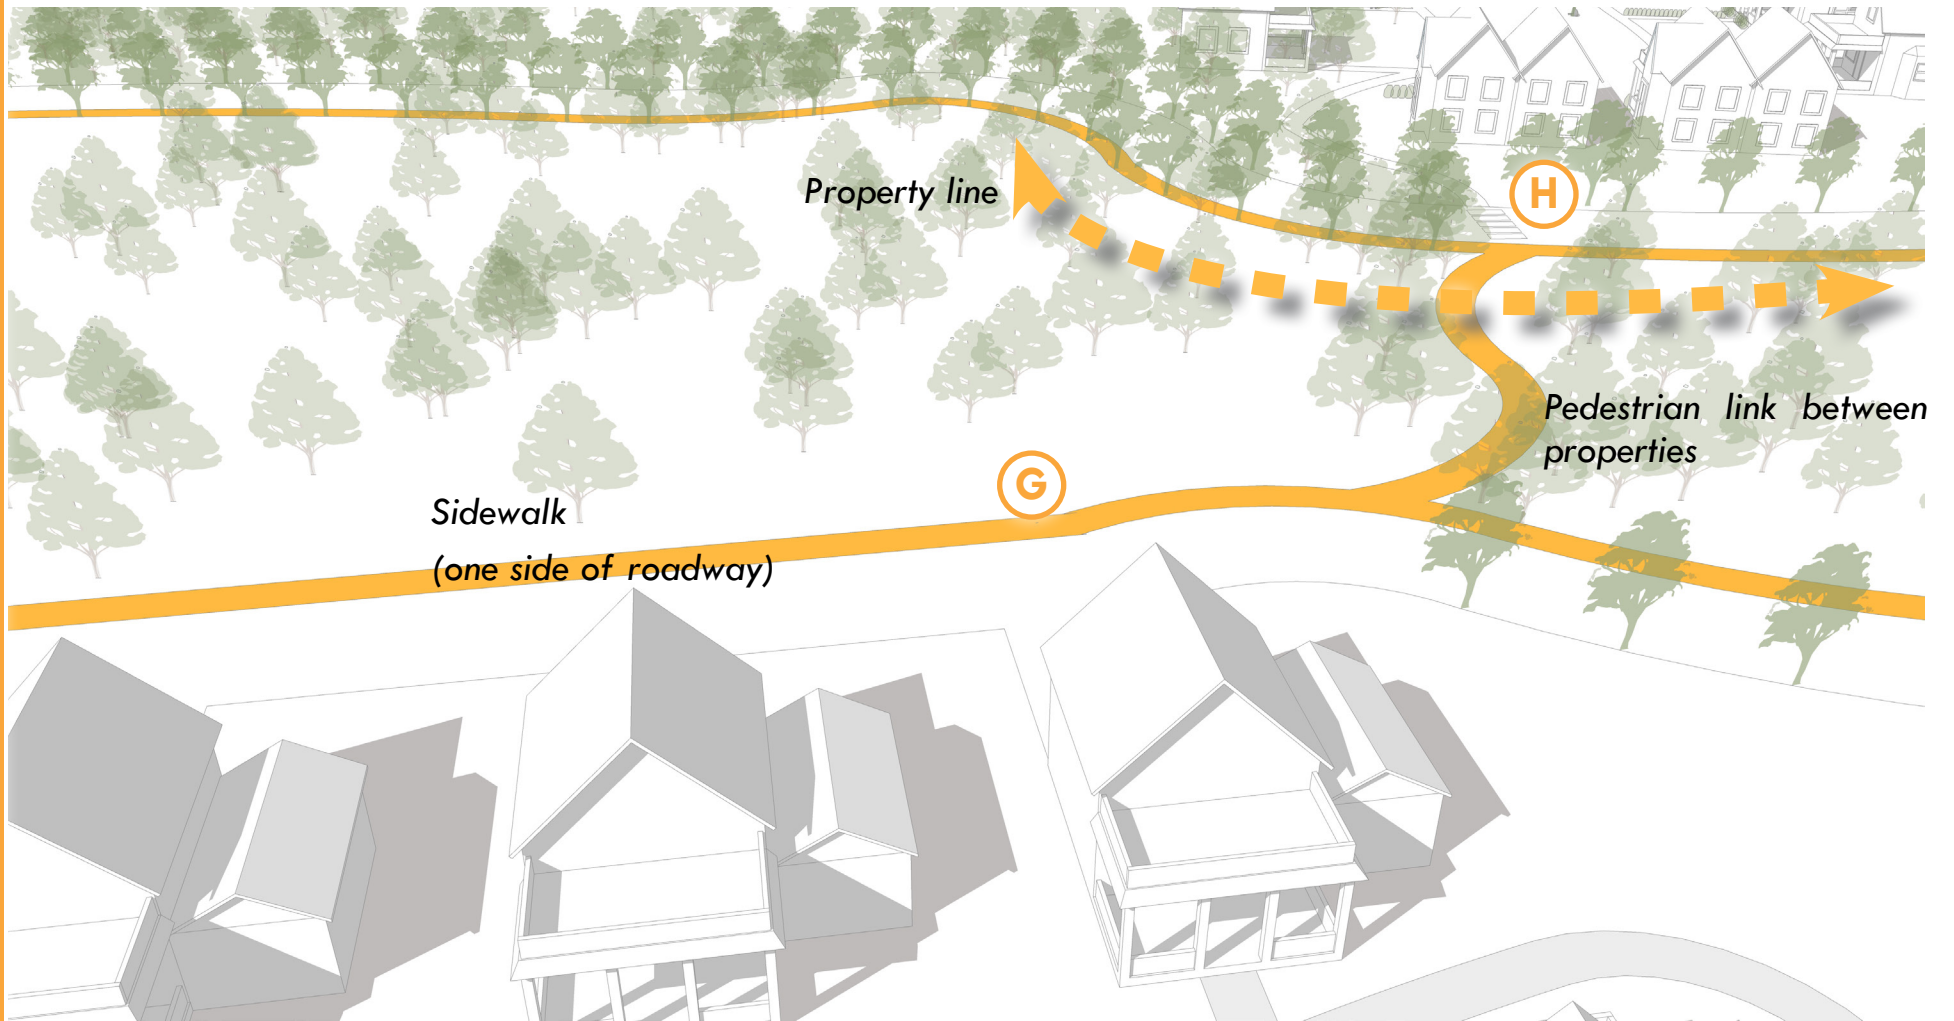 Property line
H
Pedestrian link between
properties
G
Sidewalk
(one side of roadway)